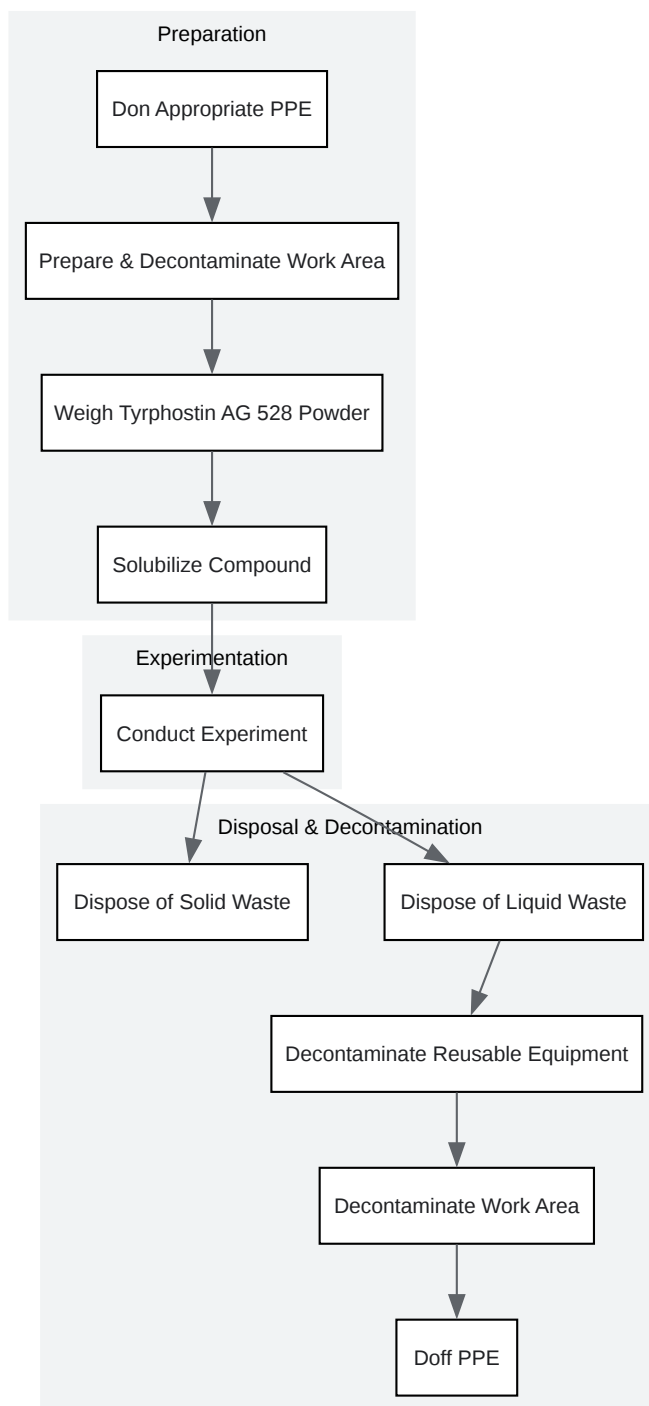 Preparation
Don Appropriate PPE
Prepare & Decontaminate Work Area
Weigh Tyrphostin AG 528 Powder
Solubilize Compound
Experimentation
Conduct Experiment
Disposal & Decontamination
Dispose of Solid Waste
Dispose of Liquid Waste
Decontaminate Reusable Equipment
Decontaminate Work Area
Doff PPE